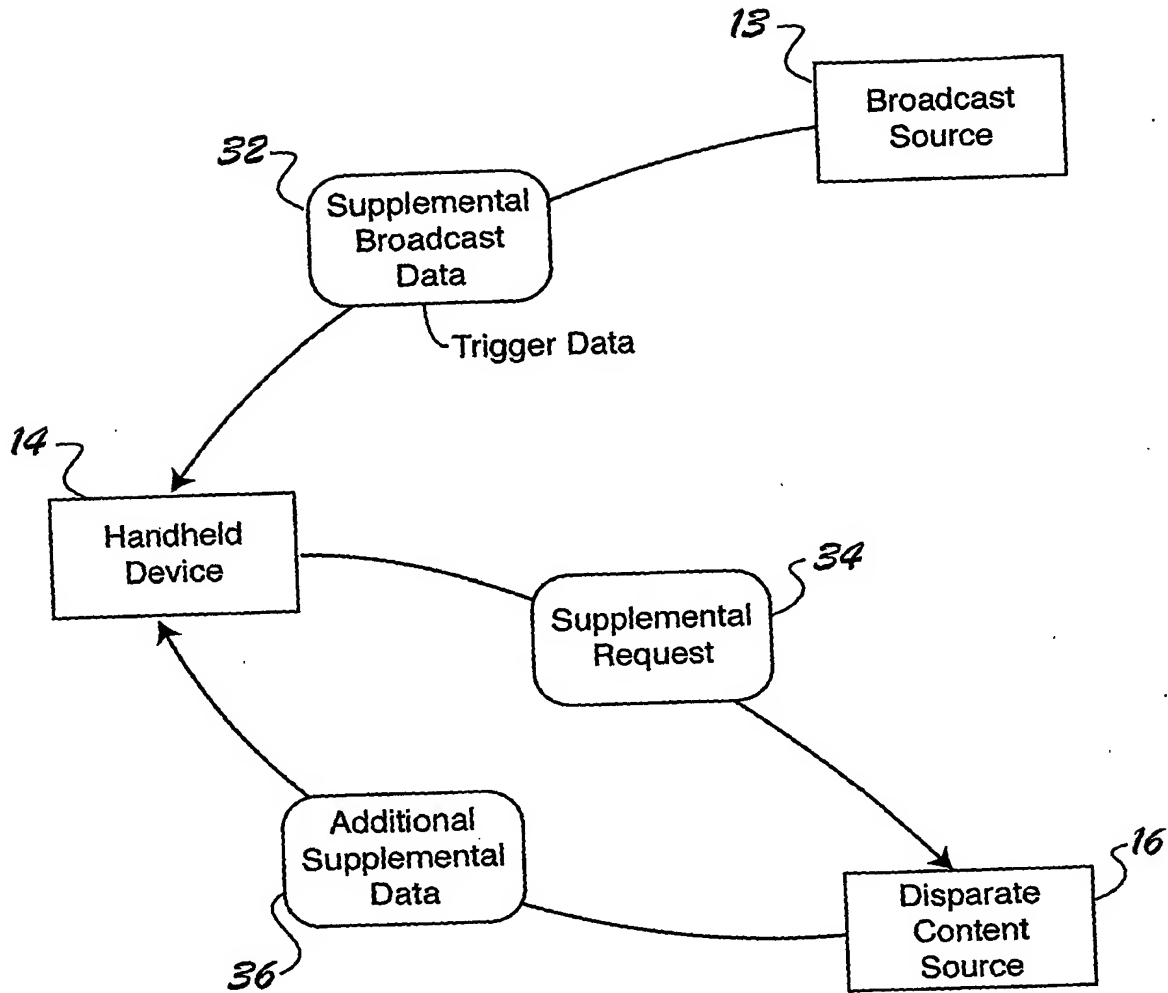 13
Broadcast
Source
32
Supplemental
Broadcast
Data
Trigger Data
14
Handheld
Device
34
Supplemental
Request
Additional
Supplemental
Data
36
16
Disparate
Content
Source